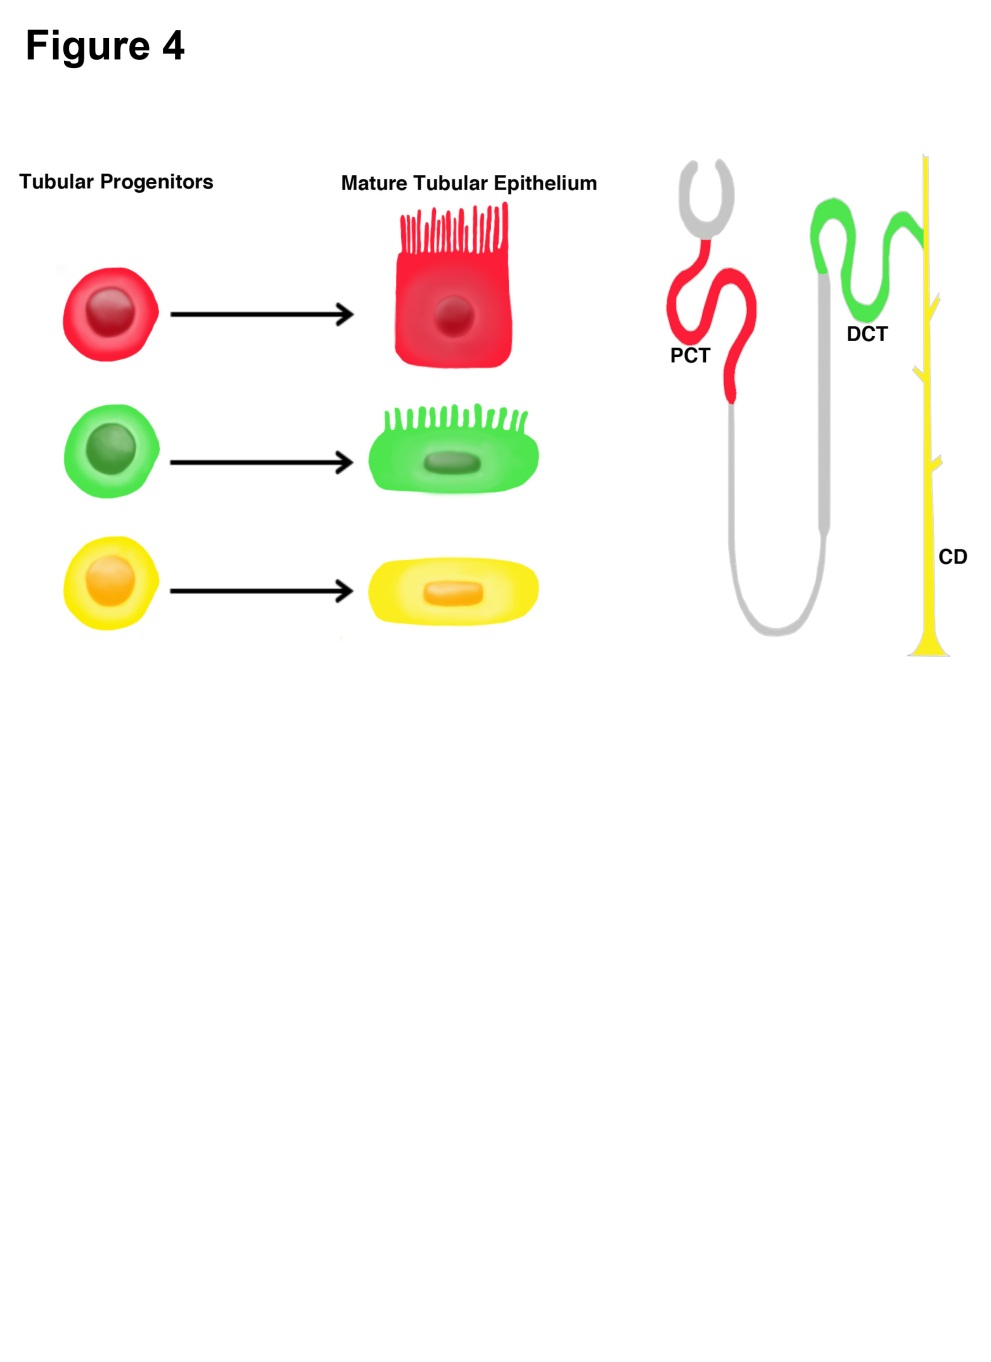 Figure 4
Tubular Progenitors
Mature Tubular Epithelium
PCT
DCT
CD